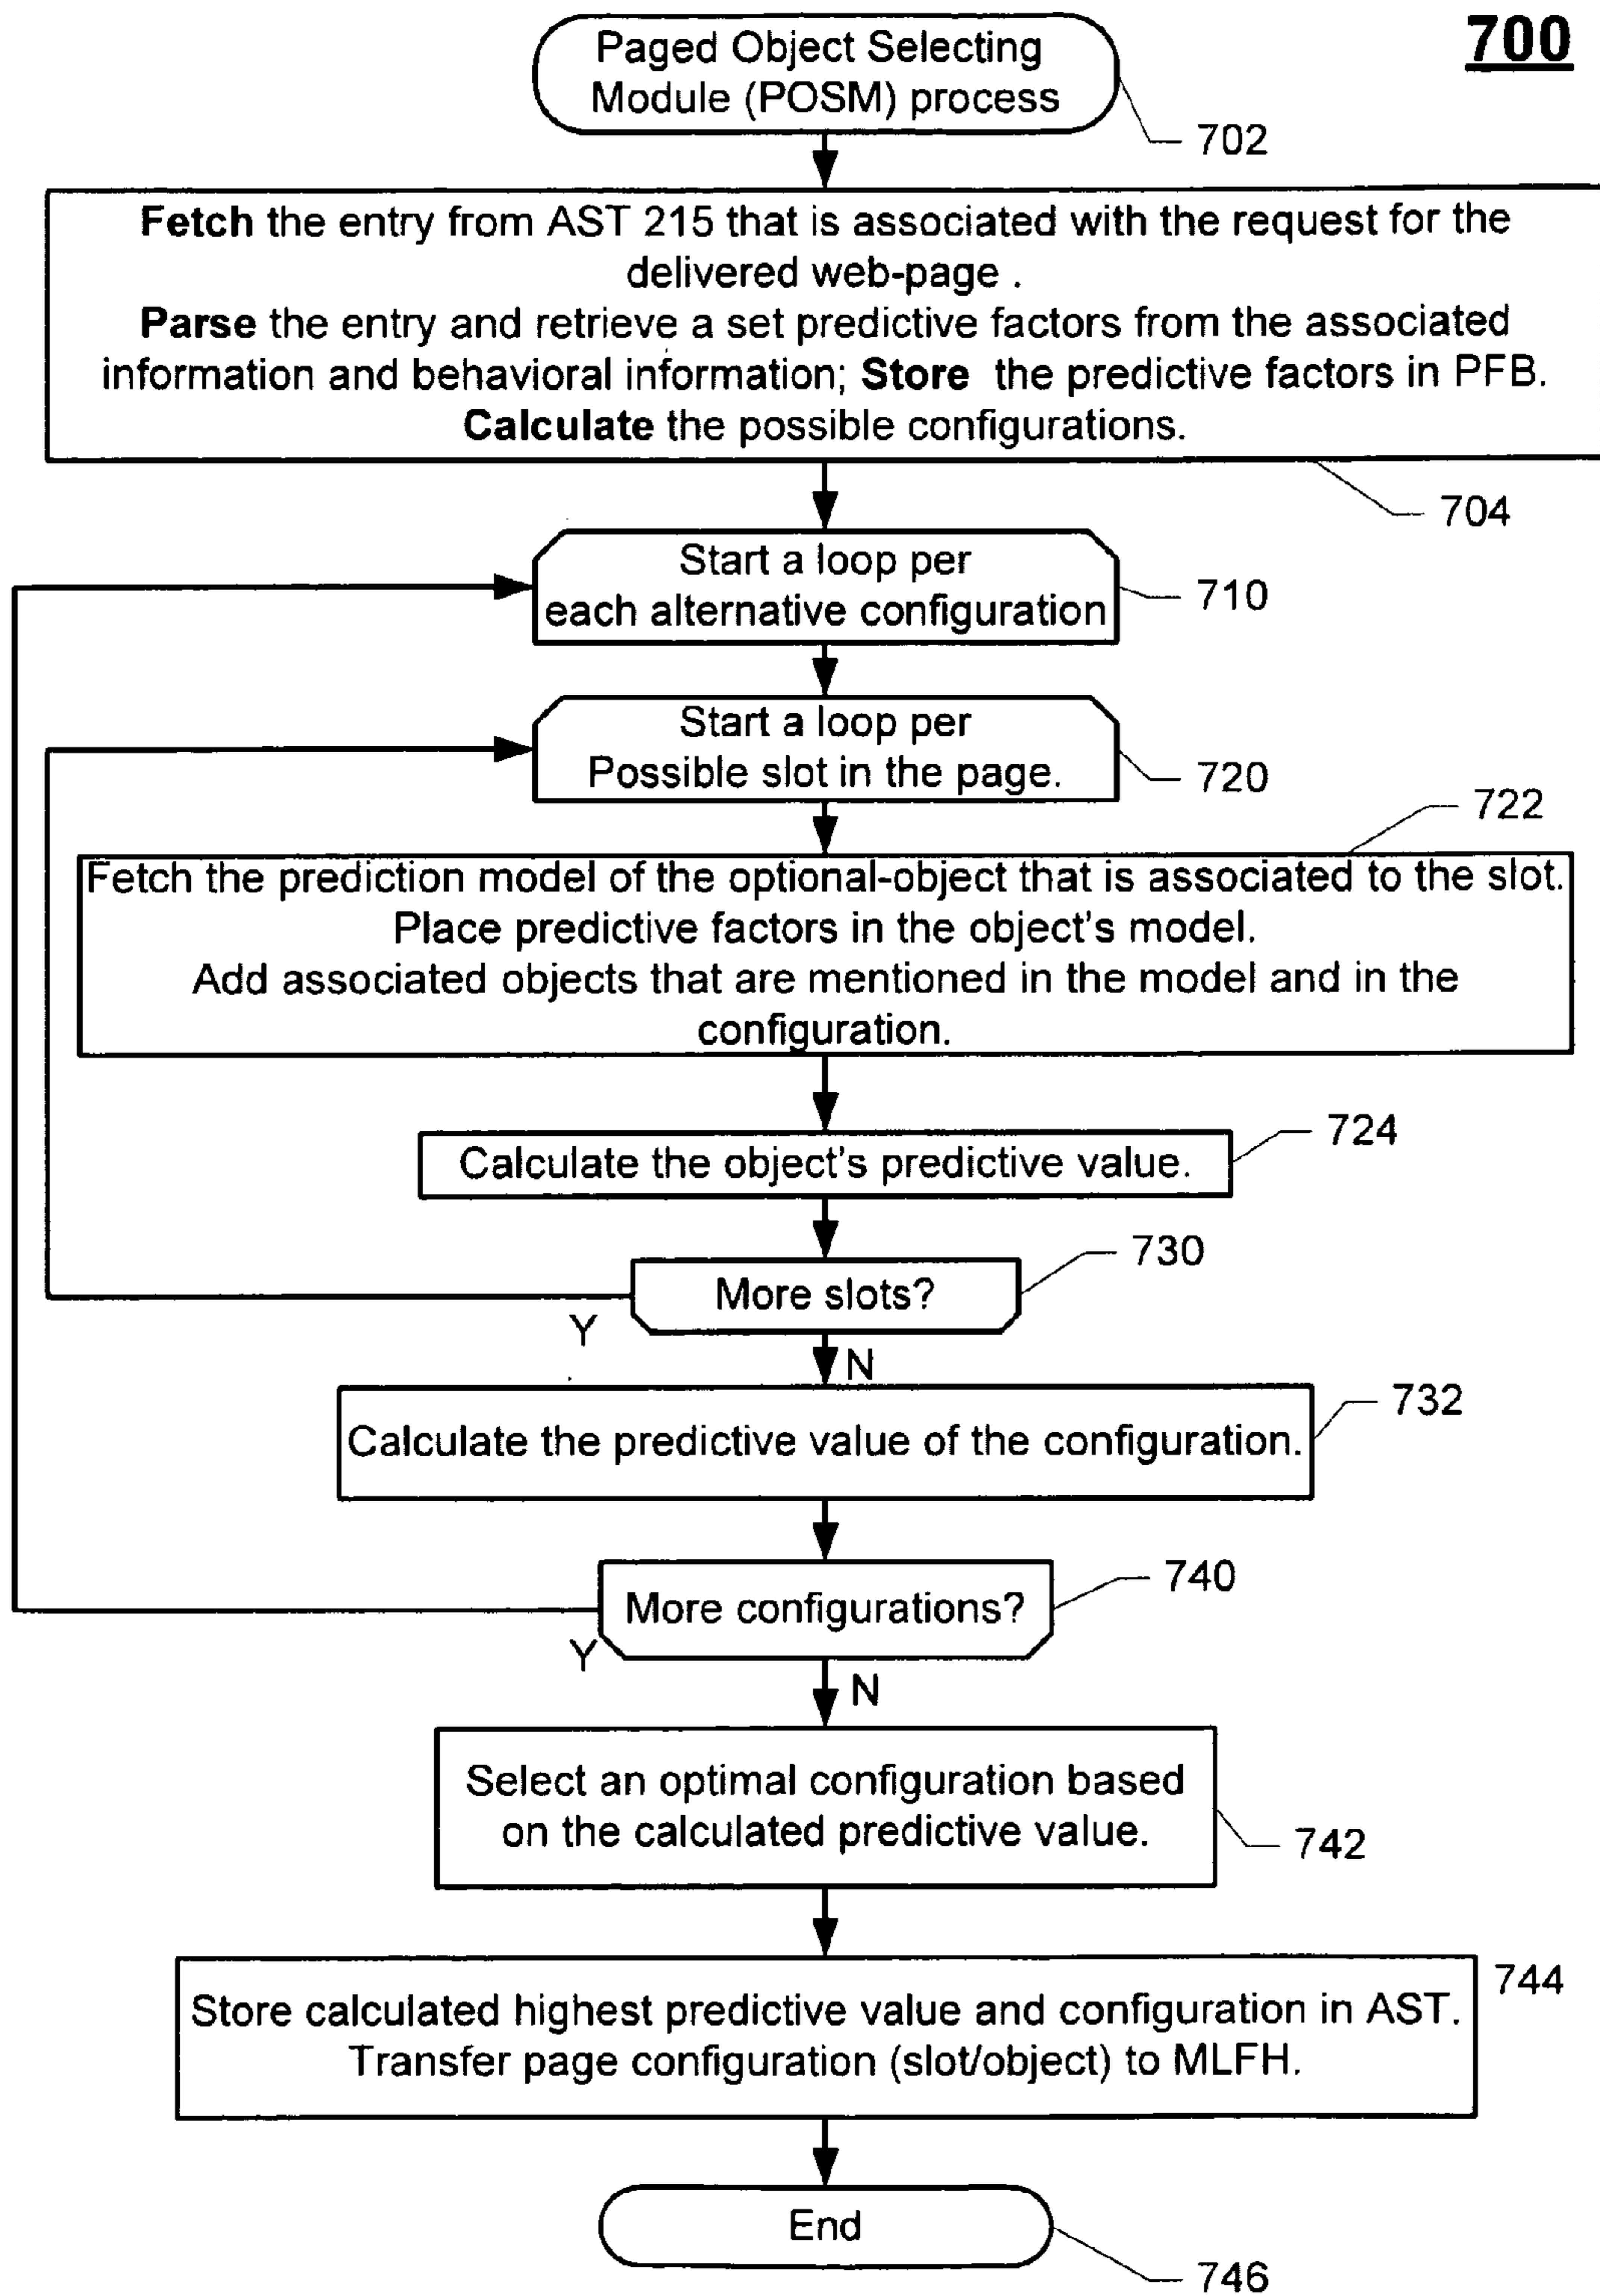 700
Paged Object Selecting
Module (POSM) process
702
Fetch the entry from AST 215 that is associated with the request for the
delivered web-page .
Parse the entry and retrieve a set predictive factors from the associated
information and behavioral information; Store the predictive factors in PFB.
Calculate the possible configurations.
704
Start a loop per
each alternative configuration
710
Start a loop per
Possible slot in the page.
720
722
Fetch the prediction model of the optional-object that is associated to the slot.
Place predictive factors in the object's model.
Add associated objects that are mentioned in the model and in the
configuration.
724
Calculate the object's predictive value.
730
More slots?
Y
N
732
Calculate the predictive value of the configuration.
740
More configurations?
Y
N
Select an optimal configuration based
on the calculated predictive value.
742
744
Store calculated highest predictive value and configuration in AST.
Transfer page configuration (slot/object) to MLFH.
End
746